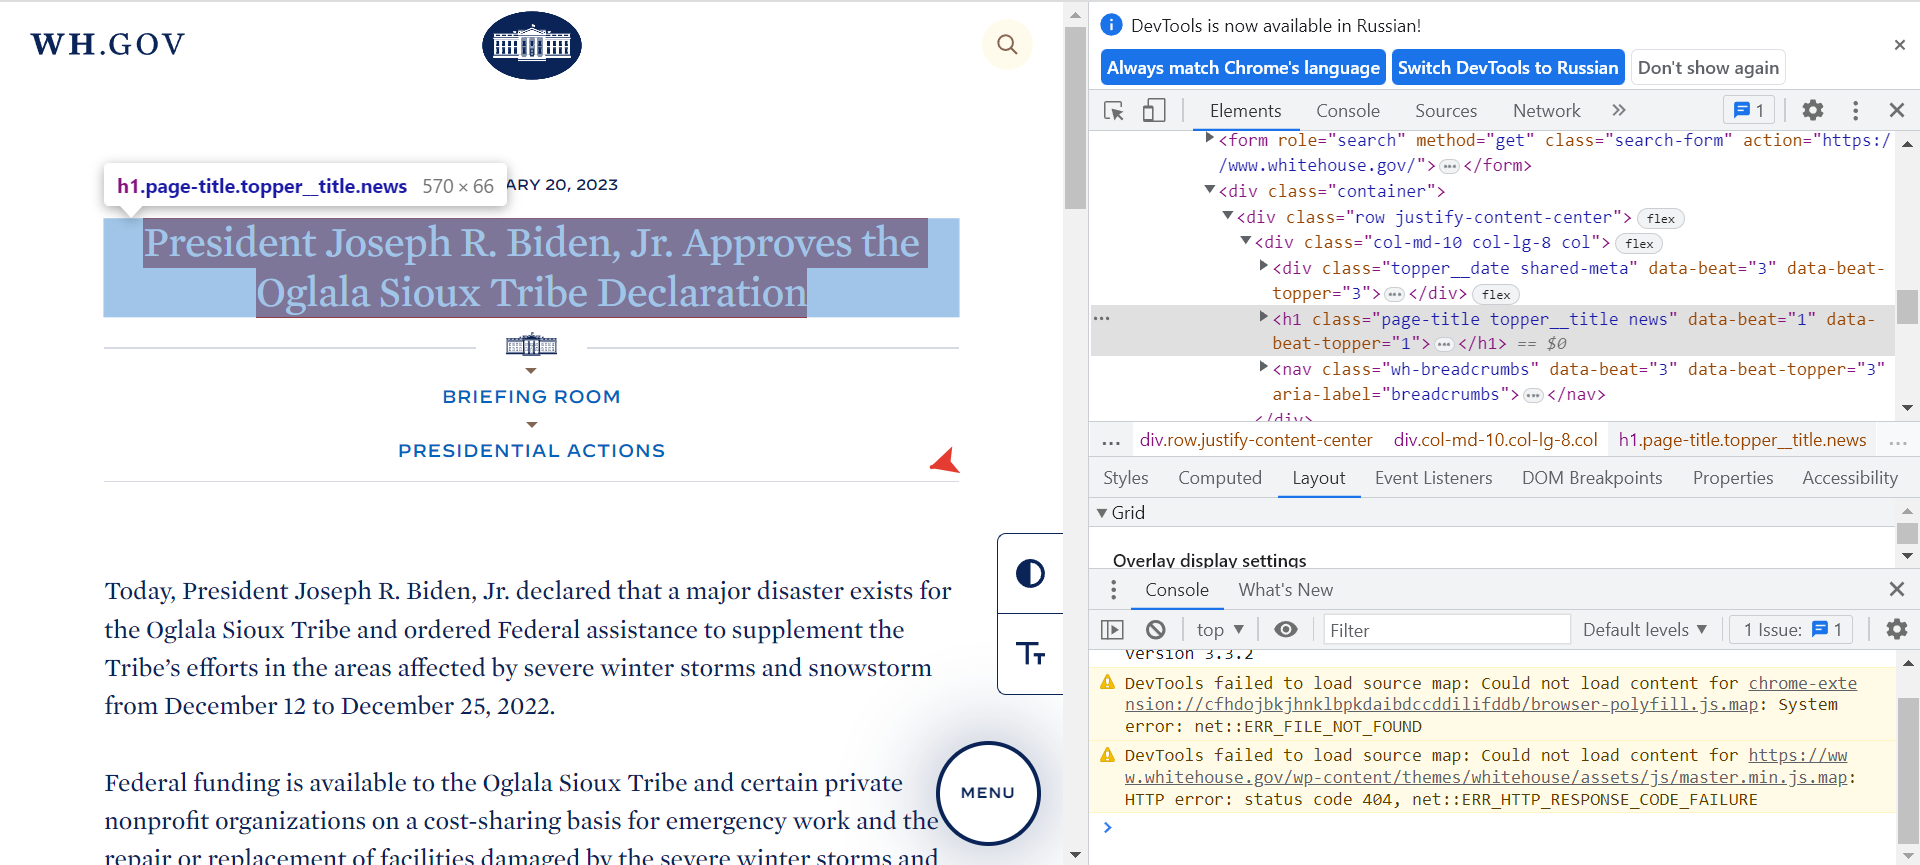 WH.GOV
h1.page-title.topper__title.news 570 × 66
ARY 20, 2023
President Joseph R. Biden, Jr. Approves the
Oglala Sioux Tribe Declaration
BRIEFING ROOM
PRESIDENTIAL ACTIONS
Today, President Joseph R. Biden, Jr. declared that a major disaster exists for
the Oglala Sioux Tribe and ordered Federal assistance to supplement the
Tribe’s efforts in the areas affected by severe winter storms and snowstorm
from December 12 to December 25, 2022.
Federal funding is available to the Oglala Sioux Tribe and certain private
nonprofit organizations on a cost-sharing basis for emergency work and the
repair or replacement of facilities damaged by the severe winter storms and
Tт
MENU
DevTools is now available in Russian!
Always match Chrome's language
Switch DevTools to Russian
Don't show again
Elements
Console
Sources
Network
1
<form role="search" method="get" class="search-form" action="https:/
/www.whitehouse.gov/">…</form>
<div class="container">
<div class="row justify-content-center"> flex
<div class="col-md-10 col-lg-8 col"> flex
<div class="topper__date shared-meta" data-beat="3" data-beat-
topper="3">…</div> flex
… <h1 class="page-title topper__title news" data-beat="1" data-
beat-topper="1">…</h1> == $0
<nav class="wh-breadcrumbs" data-beat="3" data-beat-topper="3"
aria-label="breadcrumbs">…</nav>
</div>
… div.row.justify-content-center div.col-md-10.col-lg-8.col h1.page-title.topper__title.news …
Styles
Computed
Layout
Event Listeners
DOM Breakpoints
Properties
Accessibility
Grid
Overlay display settings
Console
What's New
top
Filter
Default levels
1 Issue: 1
version 3.3.2
DevTools failed to load source map: Could not load content for chrome-exte
nsion://cfhdojbkjhnklbpkdaibdccddilifddb/browser-polyfill.js.map: System
error: net::ERR_FILE_NOT_FOUND
DevTools failed to load source map: Could not load content for https://ww
w.whitehouse.gov/wp-content/themes/whitehouse/assets/js/master.min.js.map:
HTTP error: status code 404, net::ERR_HTTP_RESPONSE_CODE_FAILURE